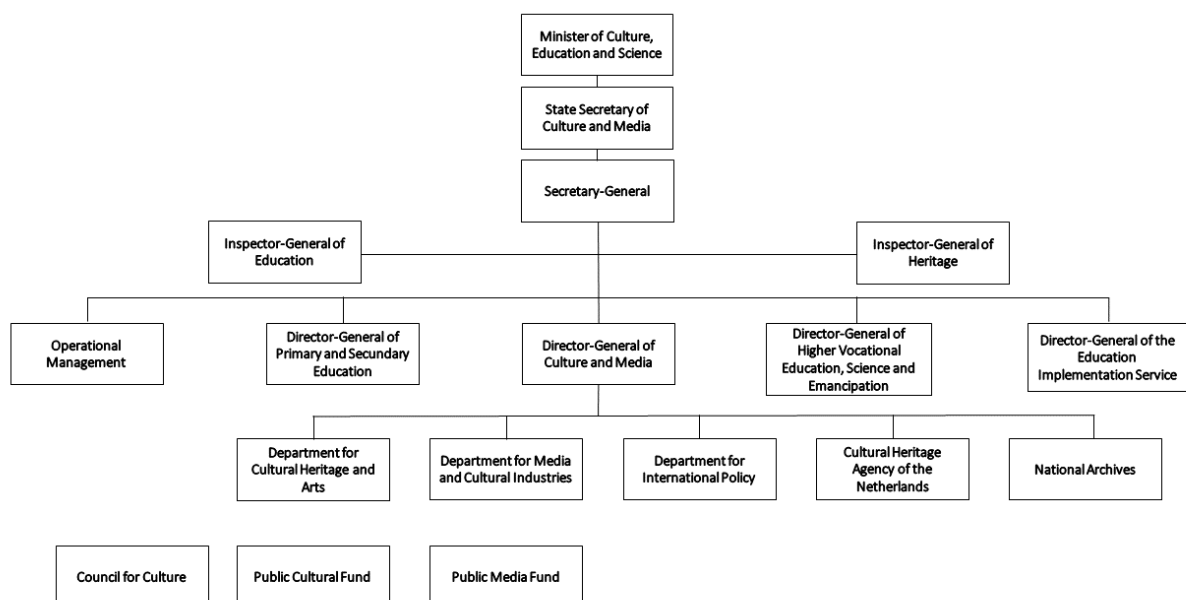 Minister of Culture,
Education and Science
State Secretary of
Culture and Media
Secretary-General
Inspector-General of
Education
Inspector-General of
Heritage
Operational
Management
Director-General of
Primary and Secundary
Education
Director-General of
Culture and Media
Director-General of
Higher Vocational
Education, Science and
Emancipation
Director-General of the
Education
Implementation Service
Department for
Cultural Heritage and
Arts
Department for Media
and Cultural Industries
Department for
International Policy
Cultural Heritage
Agency of the
Netherlands
National Archives
Council for Culture
Public Cultural Fund
Public Media Fund